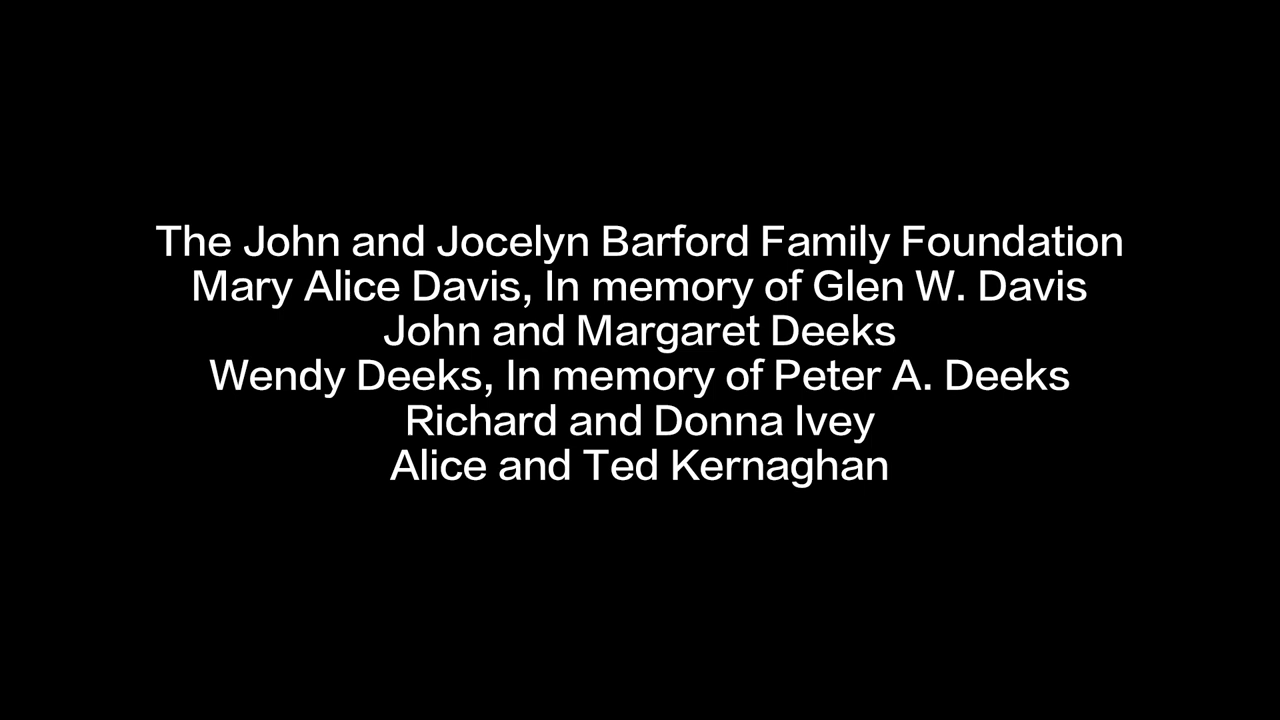 The John and Jocelyn Barford Family Foundation
Mary Alice Davis, In memory of Glen W. Davis
John and Margaret Deeks
Wendy Deeks, In memory of Peter A. Deeks
Richard and Donna Ivey
Alice and Ted Kernaghan